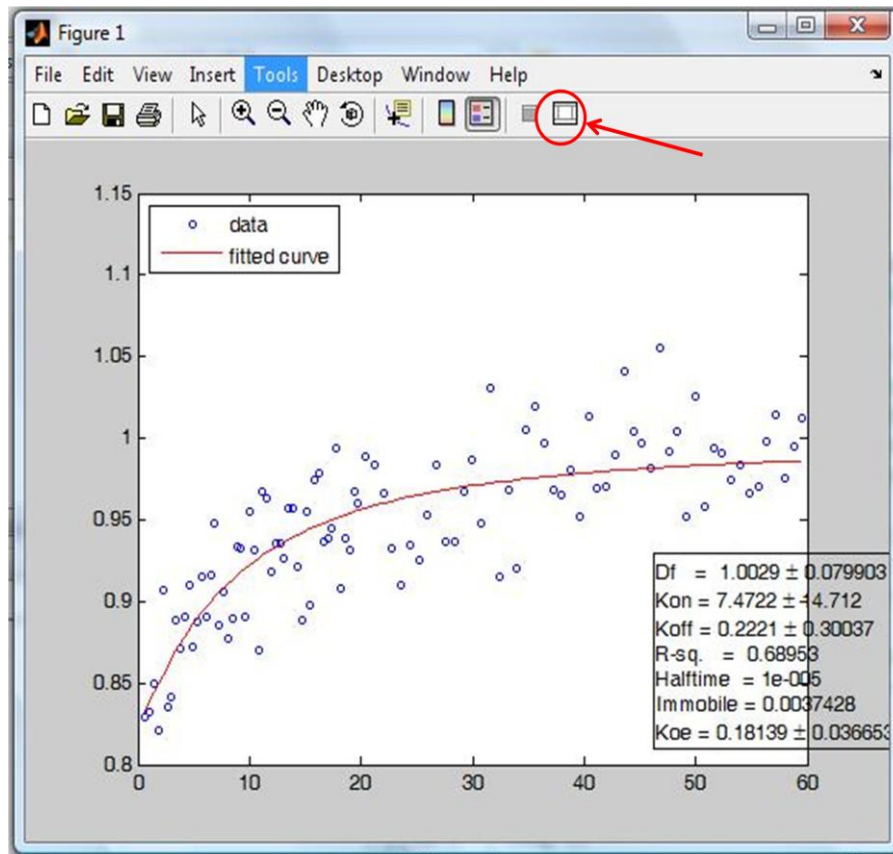 Figure 1
File Edit View Insert Tools Desktop Window Help
1.15
data
fitted curve
1.1
1.05
1
0.95
0.9
0.85
0.8
Df = 1.0029 ± 0.079903
Kon = 7.4722 ± 14.712
Koff = 0.2221 ± 0.30037
R-sq. = 0.68953
Halftime = 1e-005
Immobile = 0.0037428
Koe = 0.18139 ± 0.036653
0 10 20 30 40 50 60